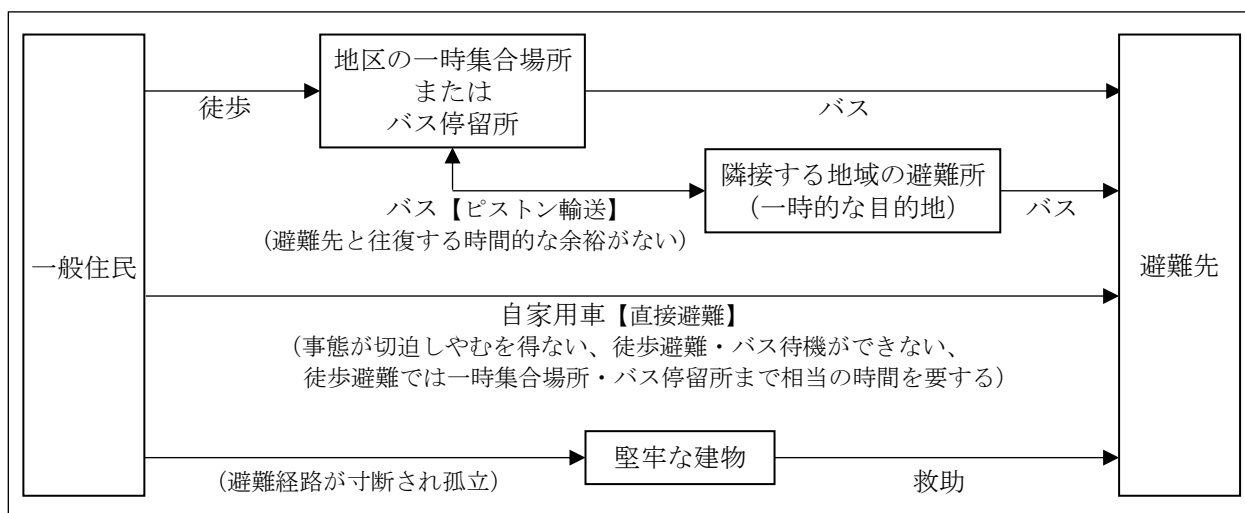 一般住民
徒歩
地区の一時集合場所
または
バス停留所
バス
バス【ピストン輸送】
（避難先と往復する時間的な余裕がない）
隣接する地域の避難所
（一時的な目的地）
バス
自家用車【直接避難】
（事態が切迫しやむを得ない、徒歩避難・バス待機ができない、
徒歩避難では一時集合場所・バス停留所まで相当の時間を要する）
（避難経路が寸断され孤立）
堅牢な建物
救助
避難先